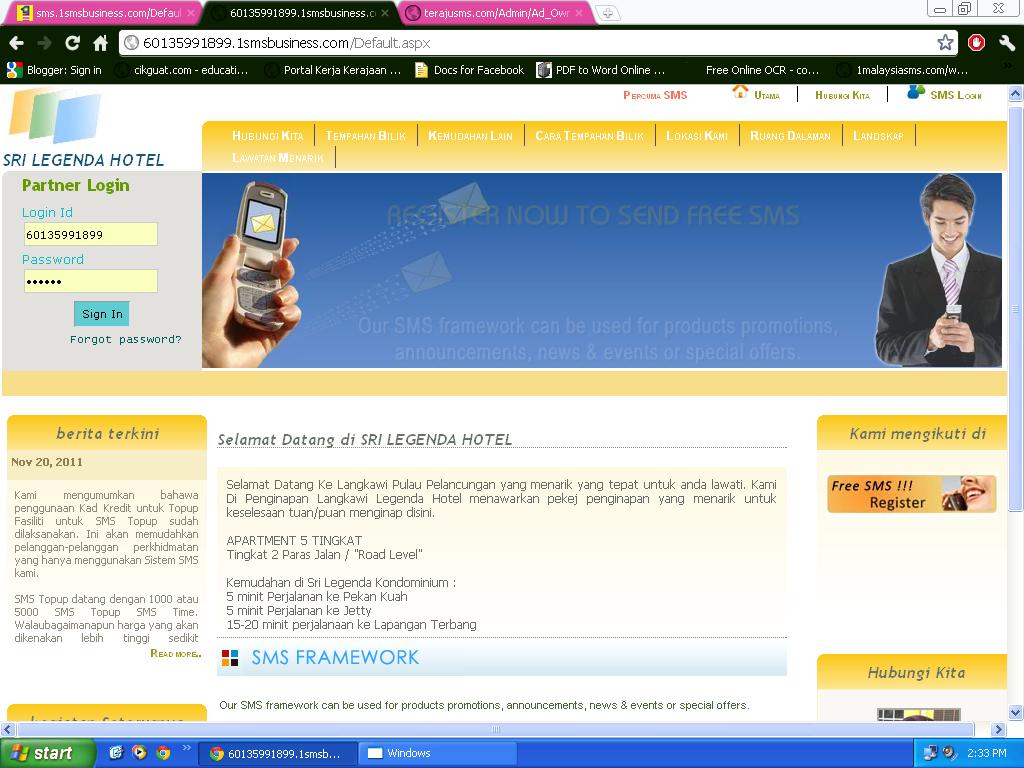 sms.1smsbusiness.com/Defaul
60135991899.1smsbusiness.co
terajusms.com/Admin/Ad_Owr
60135991899.1smsbusiness.com/Default.aspx
Blogger: Sign in
cikguat.com - educati...
Portal Kerja Kerajaan ...
Docs for Facebook
PDF to Word Online ...
Free Online OCR - co...
1malaysiasms.com/w...
Percuma SMS
Utama
Hubungi Kita
SMS Login
SRI LEGENDA HOTEL
Hubungi Kita
Tempahan Bilik
Kemudahan Lain
Cara Tempahan Bilik
Lokasi Kami
Ruang Dalaman
Landskap
Lawatan Menarik
Partner Login
Login Id
60135991899
Password
••••••
Sign In
Forgot password?
REGISTER NOW TO SEND FREE SMS
Our SMS framework can be used for products promotions,
announcements, news & events or special offers.
berita terkini
Nov 20, 2011
Kami mengumumkan bahawa
penggunaan Kad Kredit untuk Topup
Fasiliti untuk SMS Topup sudah
dilaksanakan. Ini akan memudahkan
pelanggan-pelanggan perkhidmatan
yang hanya menggunakan Sistem SMS
kami.
SMS Topup datang dengan 1000 atau
5000 SMS Topup SMS Time.
Walaubagaimanapun harga yang akan
dikenakan lebih tinggi sedikit
Read more..
Selamat Datang di SRI LEGENDA HOTEL
Selamat Datang Ke Langkawi Pulau Pelancungan yang menarik yang tepat untuk anda lawati. Kami
Di Penginapan Langkawi Legenda Hotel menawarkan pekej penginapan yang menarik untuk
keselesaan tuan/puan menginap disini.
APARTMENT 5 TINGKAT
Tingkat 2 Paras Jalan / "Road Level"
Kemudahan di Sri Legenda Kondominium :
5 minit Perjalanan ke Pekan Kuah
5 minit Perjalanan ke Jetty
15-20 minit perjalanaan ke Lapangan Terbang
SMS FRAMEWORK
Our SMS framework can be used for products promotions, announcements, news & events or special offers.
Kami mengikuti di
Free SMS !!!
Register
Hubungi Kita
start
60135991899.1smsb...
Windows
2:33 PM